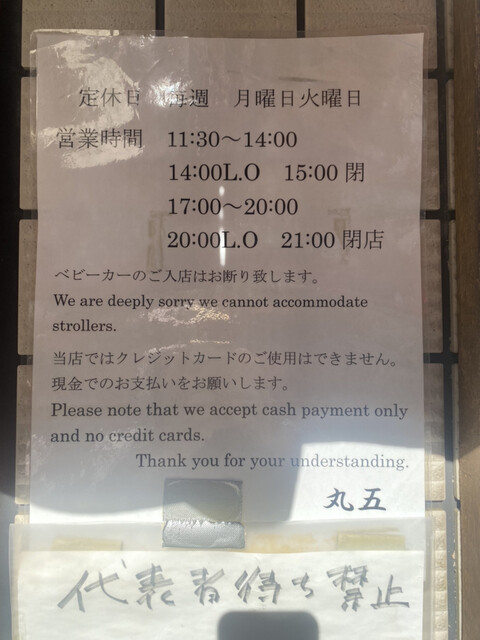 定休日 毎週 月曜日火曜日
営業時間 11:30～14:00
14:00L.O 15:00 閉
17:00～20:00
20:00L.O 21:00 閉店
ベビーカーのご入店はお断り致します。
We are deeply sorry we cannot accommodate
strollers.
当店ではクレジットカードのご使用はできません。
現金でのお支払いをお願いします。
Please note that we accept cash payment only
and no credit cards.
Thank you for your understanding.
丸五
代表者待ち禁止